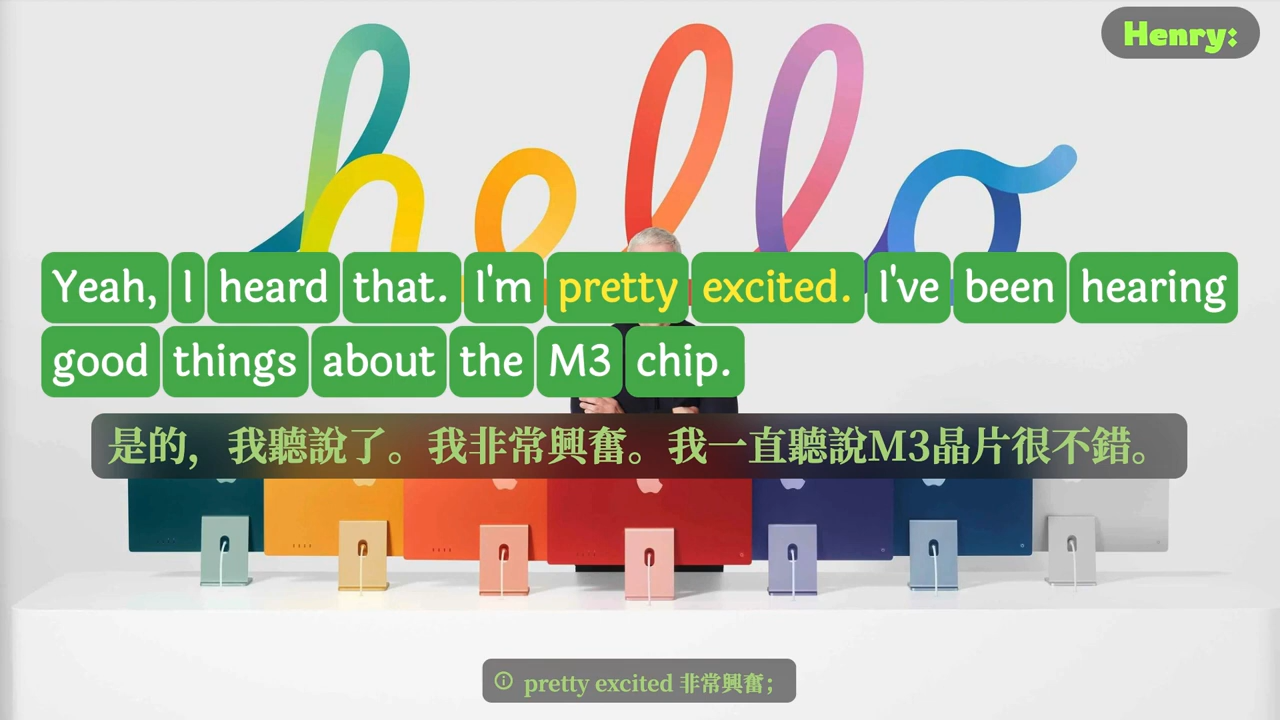 Henry:
hello
Yeah, I heard that. I'm pretty excited. I've been hearing
good things about the M3 chip.
是的，我聽說了。我非常興奮。我一直聽說M3晶片很不錯。
pretty excited 非常興奮；